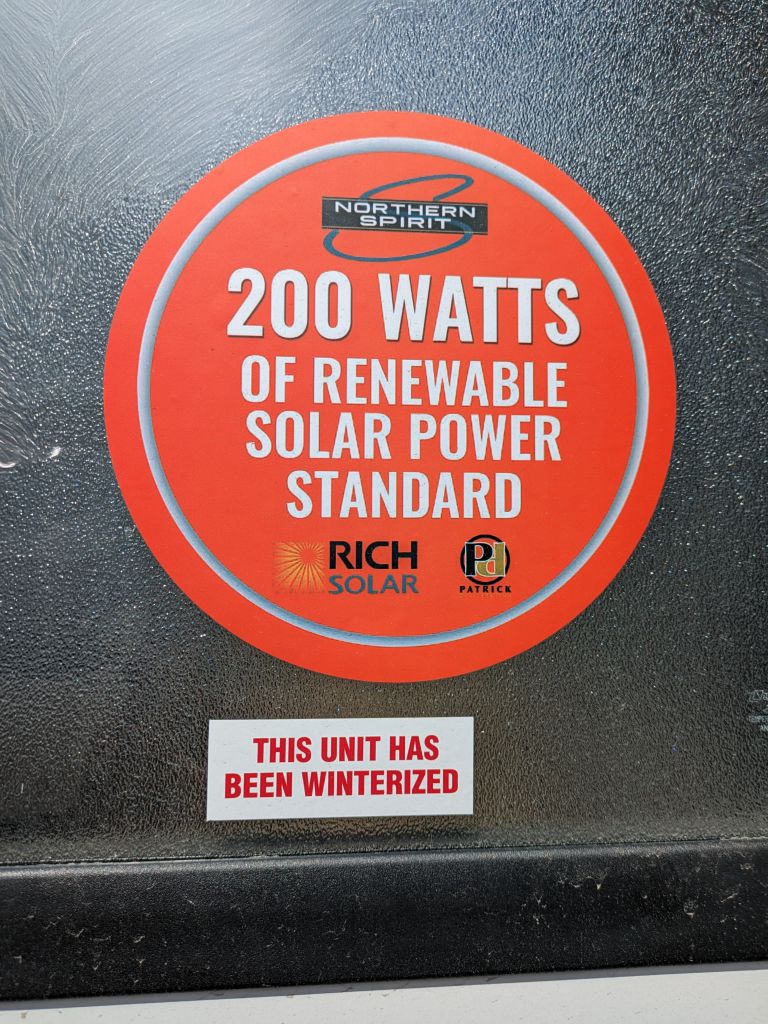 NORTHERN
SPIRIT
200 WATTS
OF RENEWABLE
SOLAR POWER
STANDARD
RICH
SOLAR
Pd
PATRICK
THIS UNIT HAS
BEEN WINTERIZED